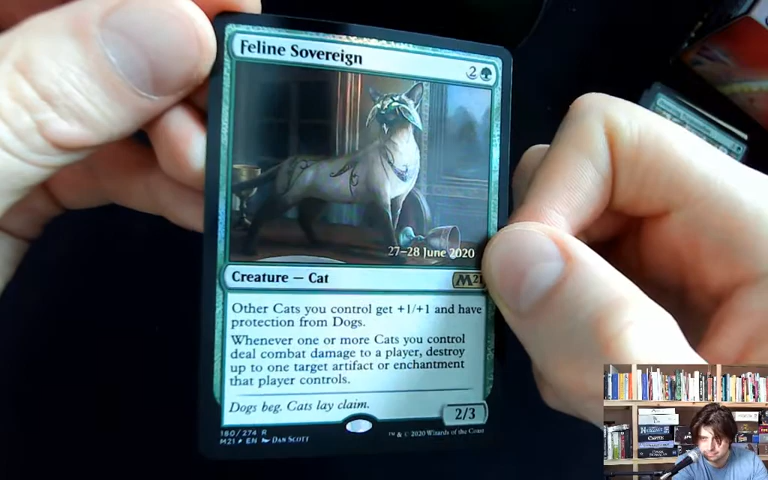 Feline Sovereign
2
27–28 June 2020
Creature — Cat
M21
Other Cats you control get +1/+1 and have
protection from Dogs.
Whenever one or more Cats you control
deal combat damage to a player, destroy
up to one target artifact or enchantment
that player controls.
Dogs beg. Cats lay claim.
2/3
180/274 R
M21 ★ EN DAN SCOTT
™ & © 2020 Wizards of the Coast